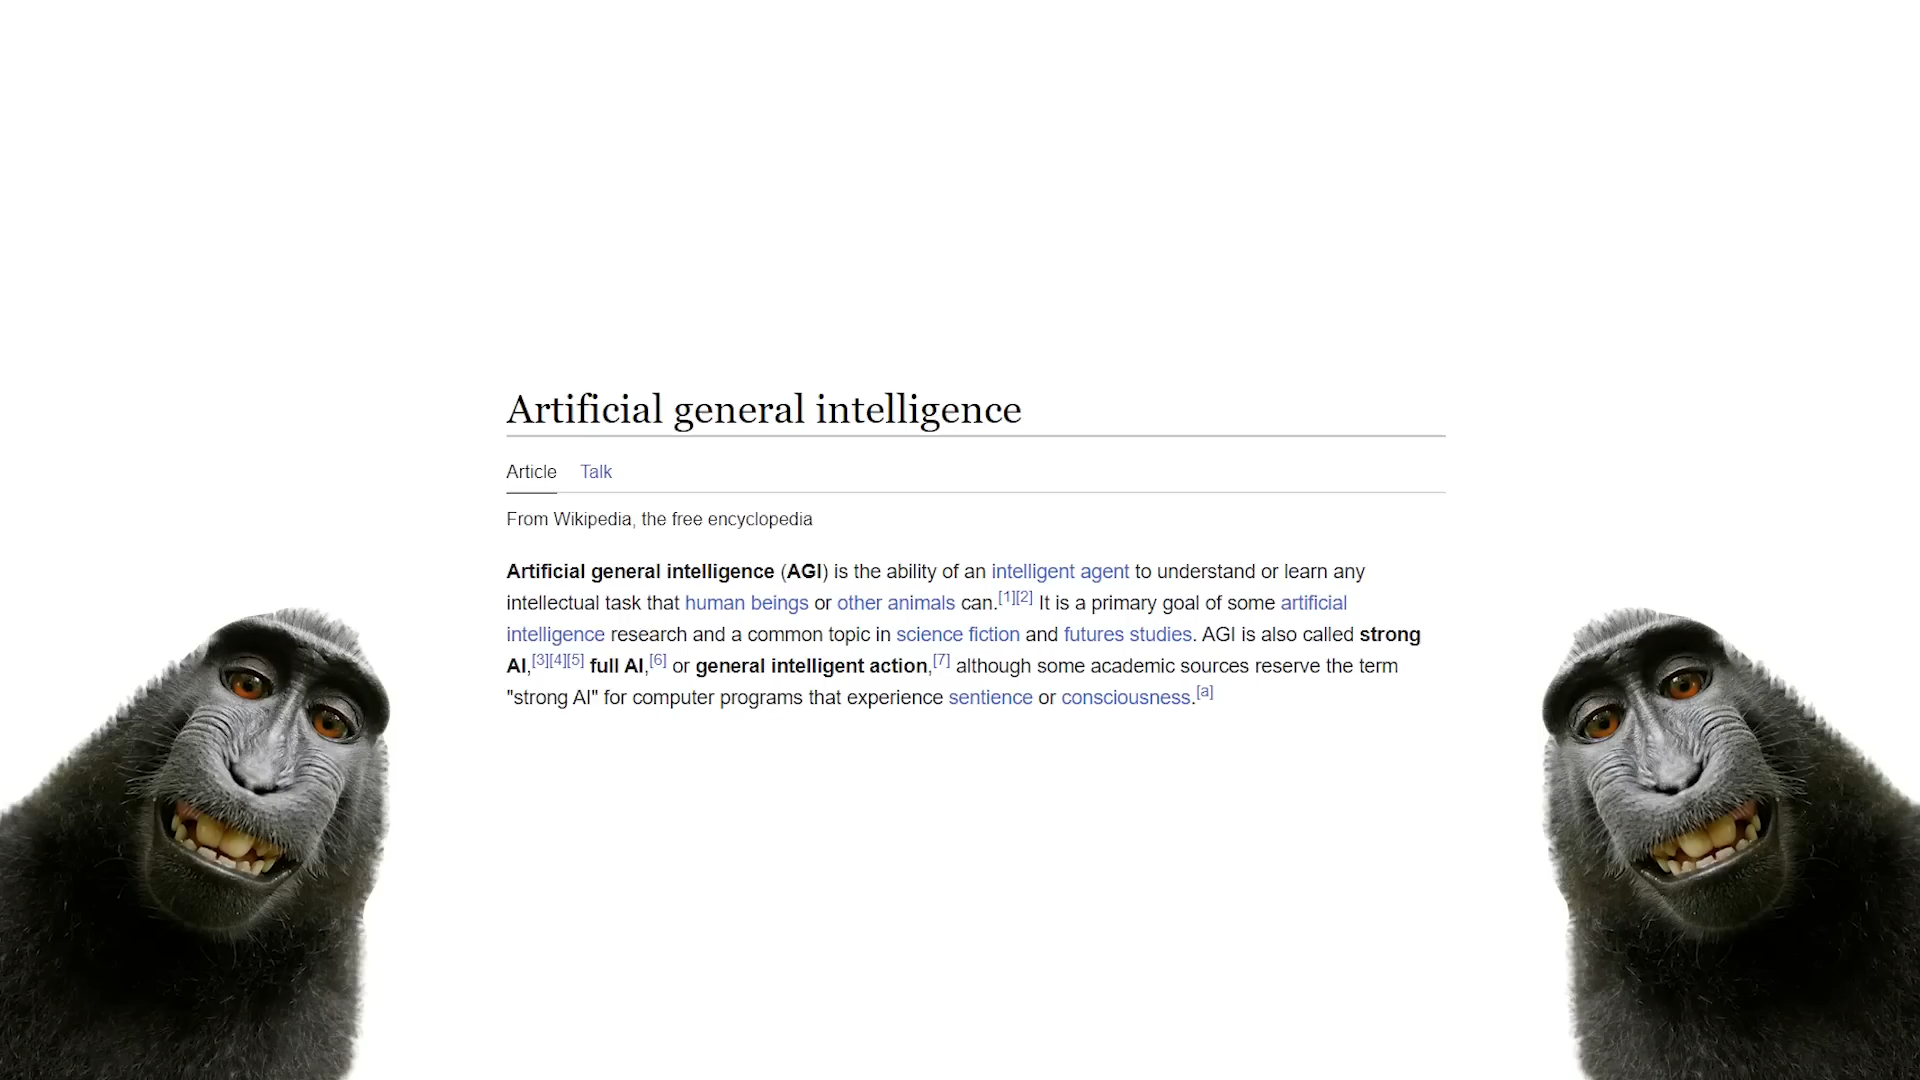 Artificial general intelligence
Article Talk
From Wikipedia, the free encyclopedia
Artificial general intelligence (AGI) is the ability of an intelligent agent to understand or learn any
intellectual task that human beings or other animals can.[1][2] It is a primary goal of some artificial
intelligence research and a common topic in science fiction and futures studies. AGI is also called strong
AI,[3][4][5] full AI,[6] or general intelligent action,[7] although some academic sources reserve the term
"strong AI" for computer programs that experience sentience or consciousness.[a]